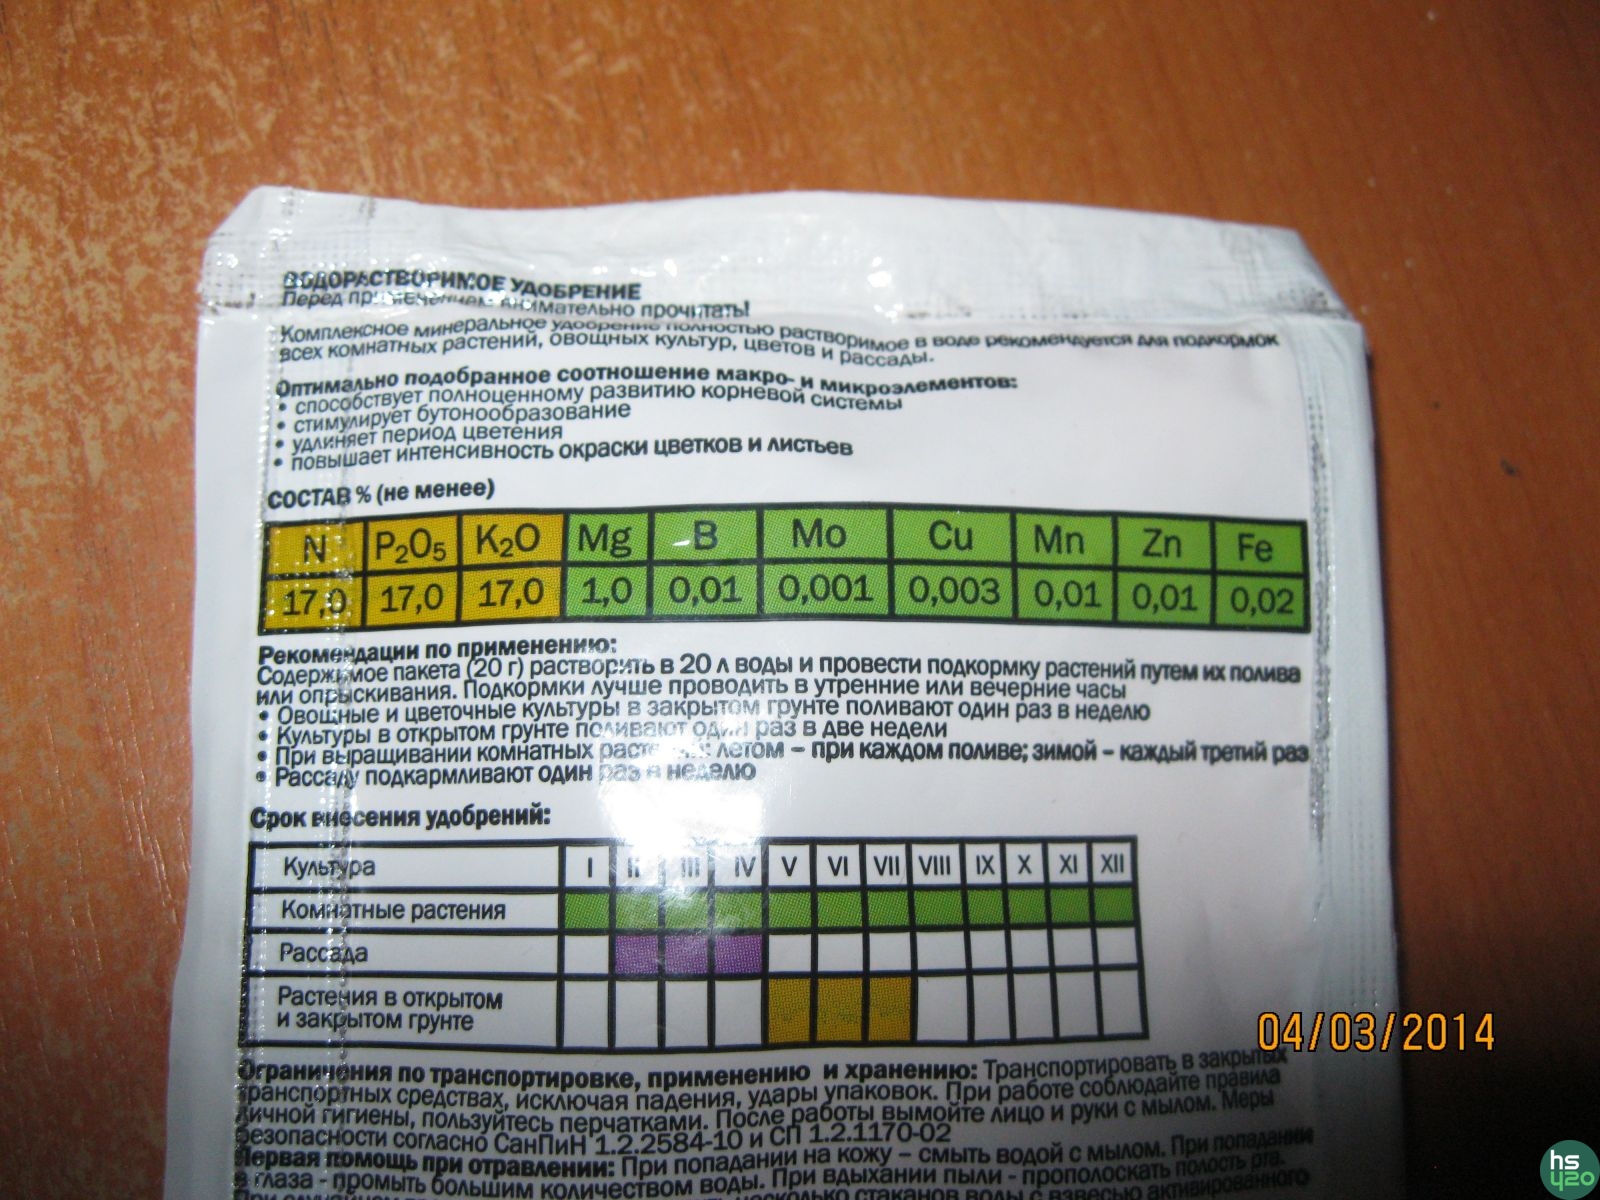 ВОДОРАСТВОРИМОЕ УДОБРЕНИЕ
Перед применением внимательно прочитать!
Комплексное минеральное удобрение полностью растворимое в воде рекомендуется для подкормок
всех комнатных растений, овощных культур, цветов и рассады.
Оптимально подобранное соотношение макро- и микроэлементов:
• способствует полноценному развитию корневой системы
• стимулирует бутонообразование
• удлиняет период цветения
• повышает интенсивность окраски цветков и листьев
СОСТАВ % (не менее)
N P2O5 K2O Mg B Mo Cu Mn Zn Fe
17,0 17,0 17,0 1,0 0,01 0,001 0,003 0,01 0,01 0,02
Рекомендации по применению:
Содержимое пакета (20 г) растворить в 20 л воды и провести подкормку растений путем их полива
или опрыскивания. Подкормки лучше проводить в утренние или вечерние часы
• Овощные и цветочные культуры в закрытом грунте поливают один раз в неделю
• Культуры в открытом грунте поливают один раз в две недели
• При выращивании комнатных растений: летом – при каждом поливе; зимой – каждый третий раз
• Рассаду подкармливают один раз в неделю
Срок внесения удобрений:
Культура I II III IV V VI VII VIII IX X XI XII
Комнатные растения
Рассада
Растения в открытом
и закрытом грунте
Ограничения по транспортировке, применению и хранению: Транспортировать в закрытых
транспортных средствах, исключая падения, удары упаковок. При работе соблюдайте правила
личной гигиены, пользуйтесь перчатками. После работы вымойте лицо и руки с мылом. Меры
безопасности согласно СанПиН 1.2.2584-10 и СП 1.2.1170-02
Первая помощь при отравлении: При попадании на кожу – смыть водой с мылом. При попадании
в глаза - промыть большим количеством воды. При вдыхании пыли - прополоскать полость рта.
несколько стаканов воды с взвесью активированного
04/03/2014
hs
y2o